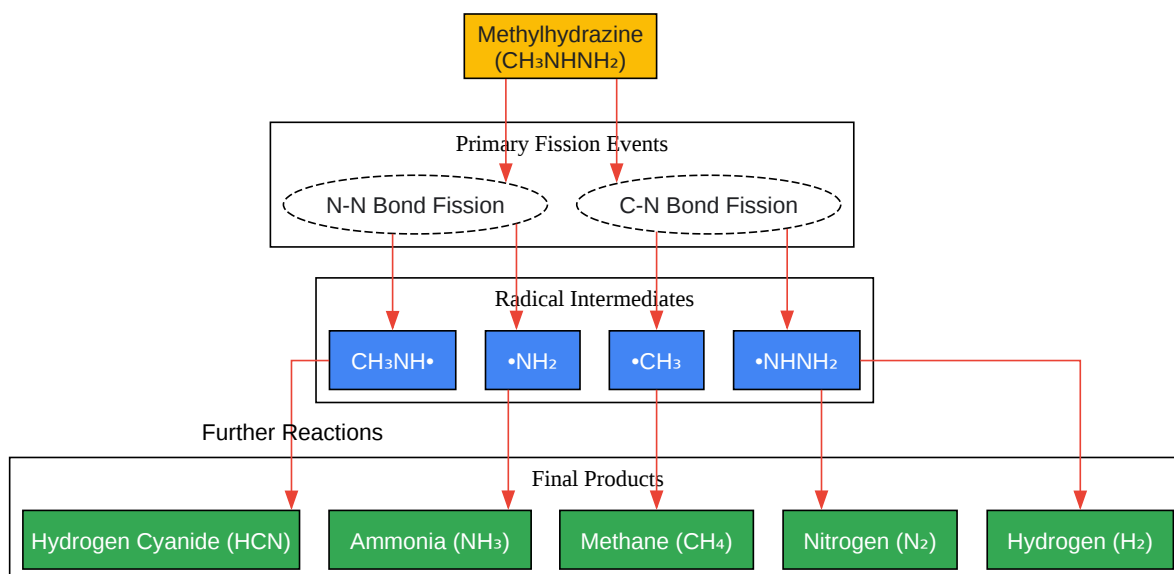 Methylhydrazine
(CH₃NHNH₂)
Primary Fission Events
N-N Bond Fission
C-N Bond Fission
Radical Intermediates
CH₃NH•
•NH₂
•CH₃
•NHNH₂
Further Reactions
Final Products
Hydrogen Cyanide (HCN)
Ammonia (NH₃)
Methane (CH₄)
Nitrogen (N₂)
Hydrogen (H₂)